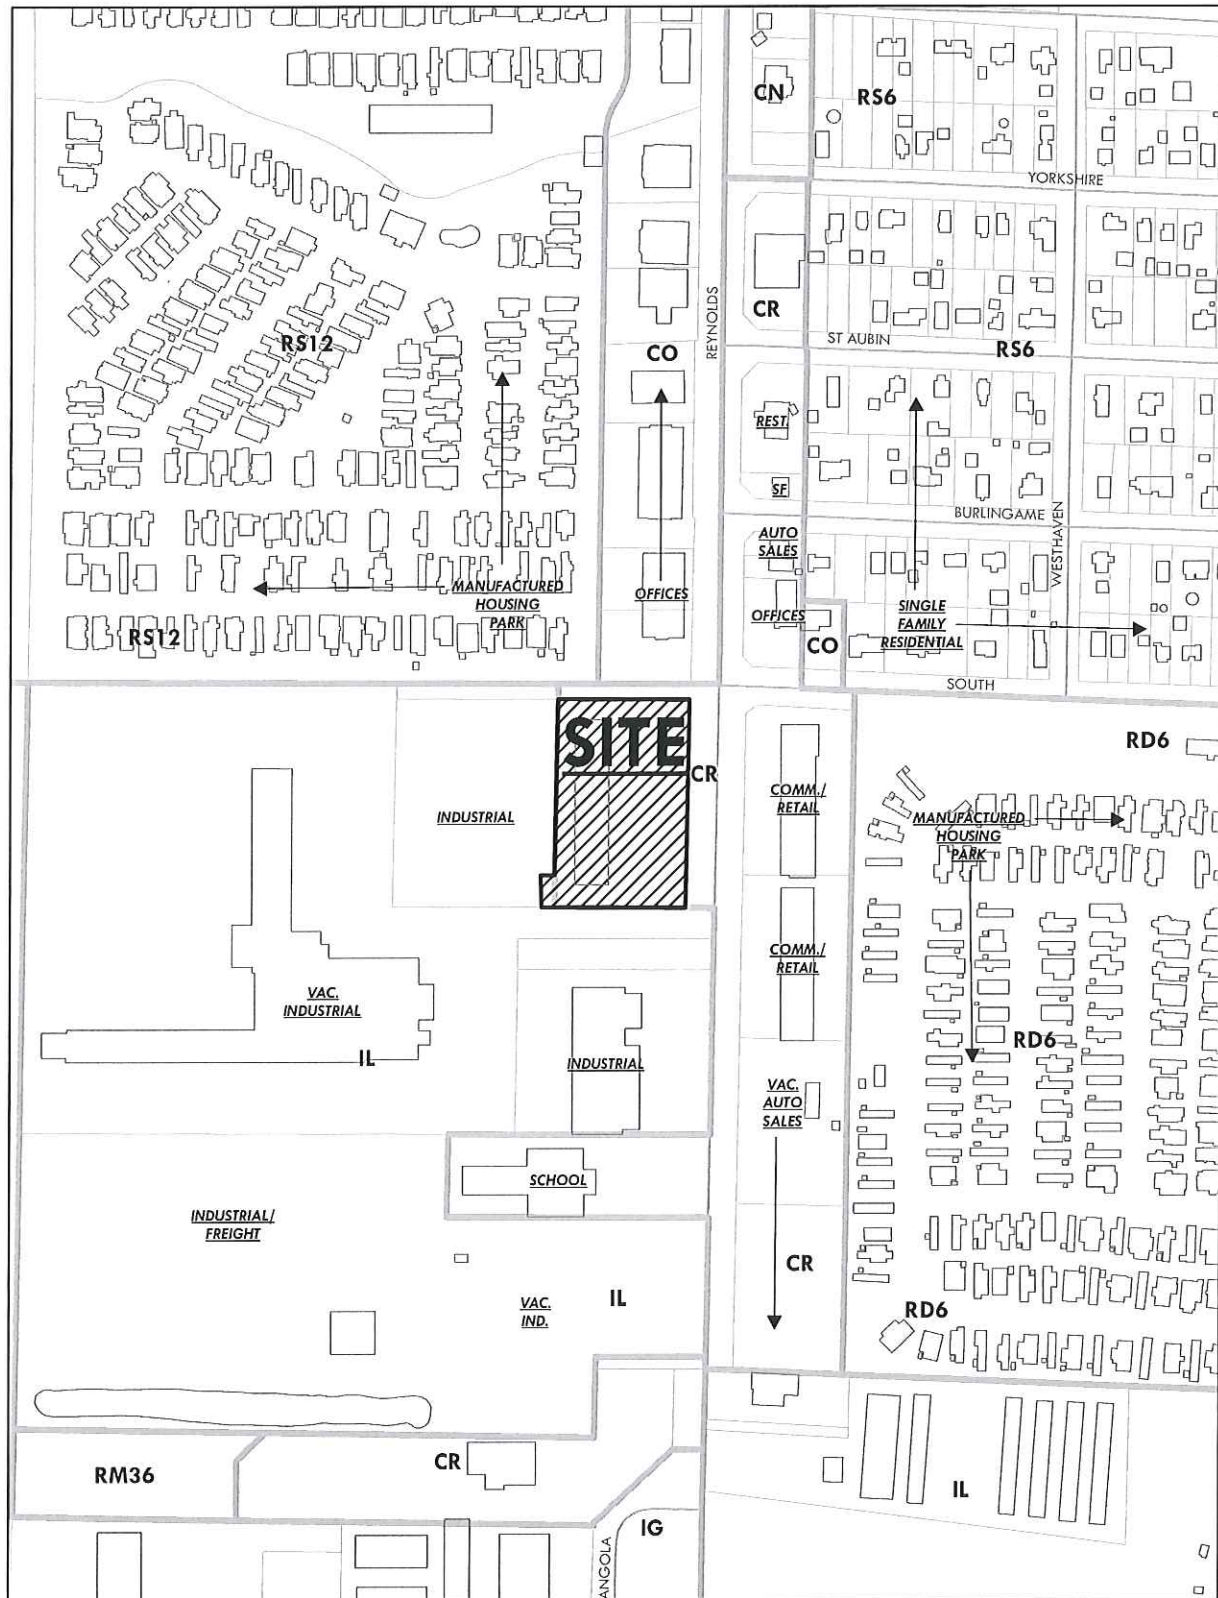 CN
RS6
YORKSHIRE
REYNOLDS
CR
ST AUBIN
RS6
RS12
CO
REST.
SF
BURLINGAME
WESTHAVEN
AUTO
SALES
MANUFACTURED
HOUSING
PARK
OFFICES
OFFICES
SINGLE
FAMILY
RESIDENTIAL
RS12
CO
SOUTH
SITE
CR
RD6
INDUSTRIAL
COMM./
RETAIL
MANUFACTURED
HOUSING
PARK
COMM./
RETAIL
VAC.
INDUSTRIAL
IL
INDUSTRIAL
RD6
VAC.
AUTO
SALES
SCHOOL
INDUSTRIAL/
FREIGHT
CR
VAC.
IND.
IL
RD6
RM36
CR
IL
IG
ANGOLA